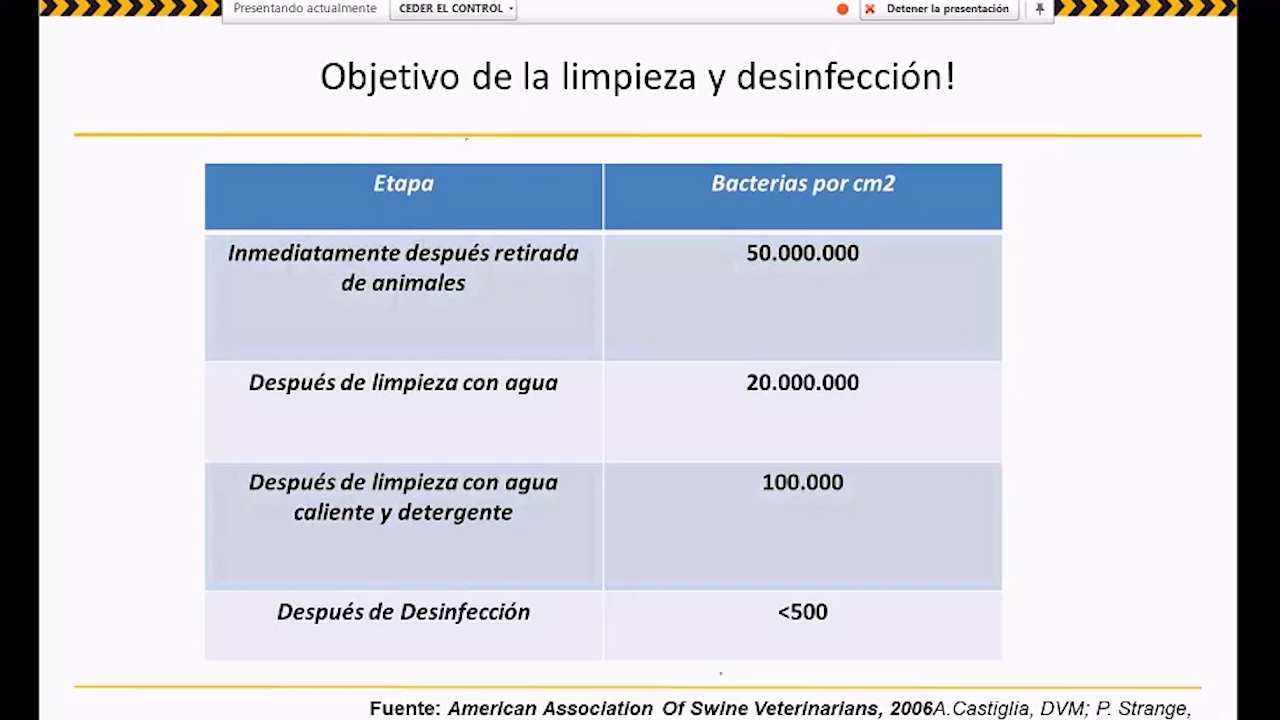 Presentando actualmente CEDER EL CONTROL Detener la presentación
Objetivo de la limpieza y desinfección!
Etapa Bacterias por cm2
Inmediatamente después retirada de animales 50.000.000
Después de limpieza con agua 20.000.000
Después de limpieza con agua caliente y detergente 100.000
Después de Desinfección <500
Fuente: American Association Of Swine Veterinarians, 2006A.Castiglia, DVM; P. Strange,